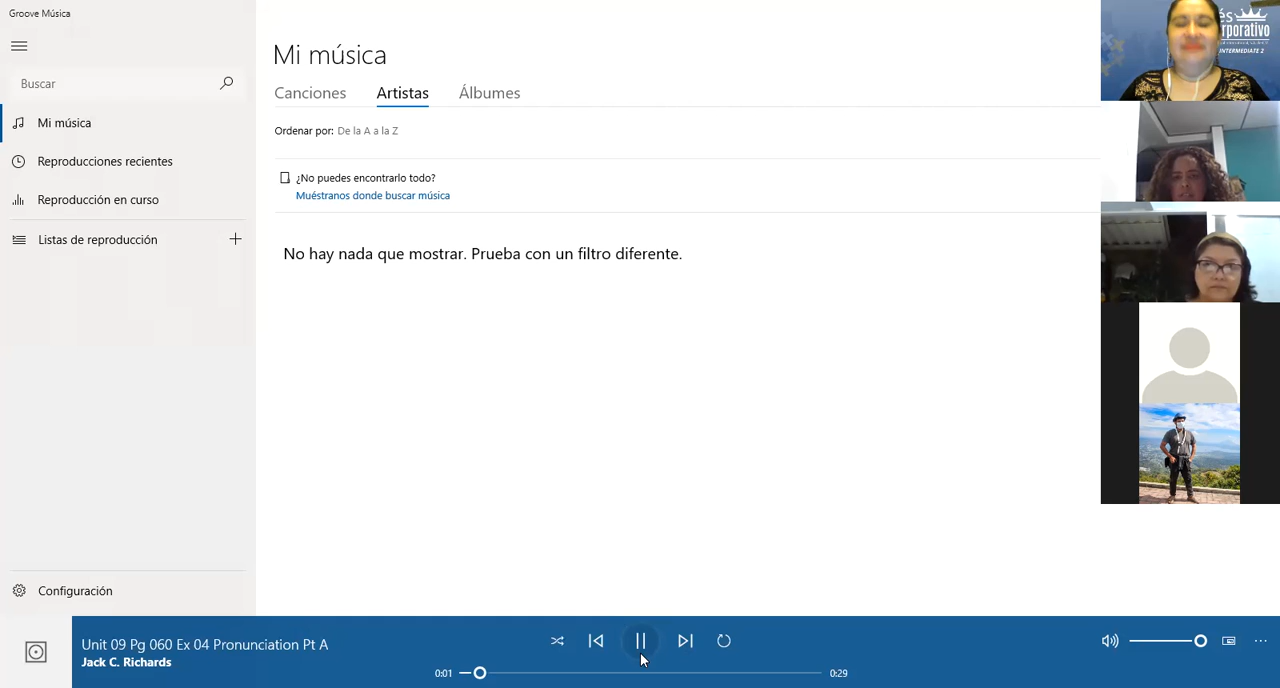 Groove Música
Buscar
Mi música
Reproducciones recientes
Reproducción en curso
Listas de reproducción
Configuración
Mi música
Canciones Artistas Álbumes
Ordenar por: De la A a la Z
¿No puedes encontrarlo todo?
Muéstranos donde buscar música
No hay nada que mostrar. Prueba con un filtro diferente.
INTERMEDIATE 2
Unit 09 Pg 060 Ex 04 Pronunciation Pt A
Jack C. Richards
0:01
0:29